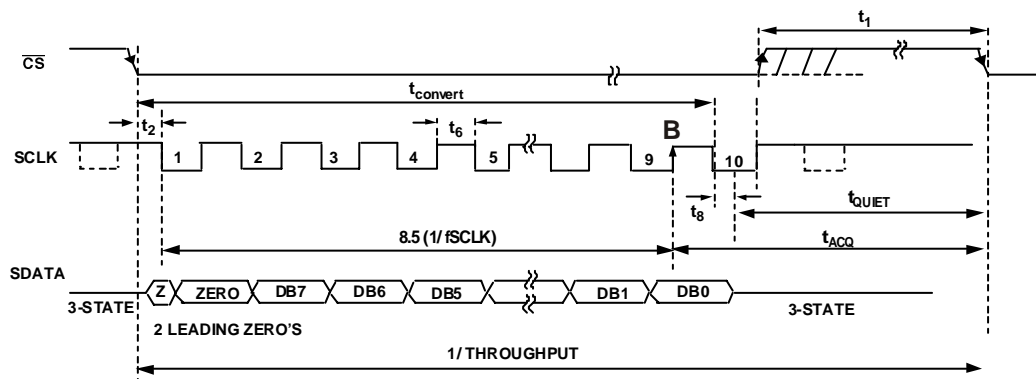 t1
CS
tconvert
t2
t6
B
SCLK
1 2 3 4 5 9 10
t8
tQUIET
8.5 (1/ fSCLK)
tACQ
SDATA
Z ZERO DB7 DB6 DB5 DB1 DB0
3-STATE
3-STATE
2 LEADING ZERO'S
1/ THROUGHPUT